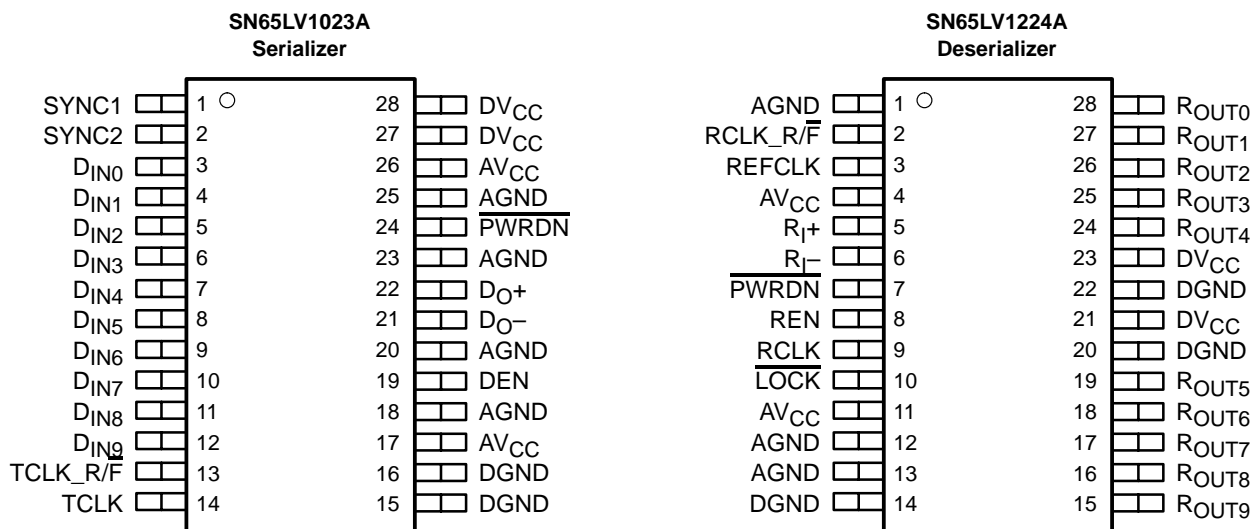 SN65LV1023A
Serializer
SYNC1 1 28 DVCC
SYNC2 2 27 DVCC
DIN0 3 26 AVCC
DIN1 4 25 AGND
DIN2 5 24 P̅W̅R̅D̅N̅
DIN3 6 23 AGND
DIN4 7 22 DO+
DIN5 8 21 DO–
DIN6 9 20 AGND
DIN7 10 19 DEN
DIN8 11 18 AGND
DIN9 12 17 AVCC
TCLK_R/F̅ 13 16 DGND
TCLK 14 15 DGND
SN65LV1224A
Deserializer
AGND 1 28 ROUT0
RCLK_R/F̅ 2 27 ROUT1
REFCLK 3 26 ROUT2
AVCC 4 25 ROUT3
RI+ 5 24 ROUT4
RI– 6 23 DVCC
P̅W̅R̅D̅N̅ 7 22 DGND
REN 8 21 DVCC
RCLK 9 20 DGND
L̅O̅C̅K̅ 10 19 ROUT5
AVCC 11 18 ROUT6
AGND 12 17 ROUT7
AGND 13 16 ROUT8
DGND 14 15 ROUT9